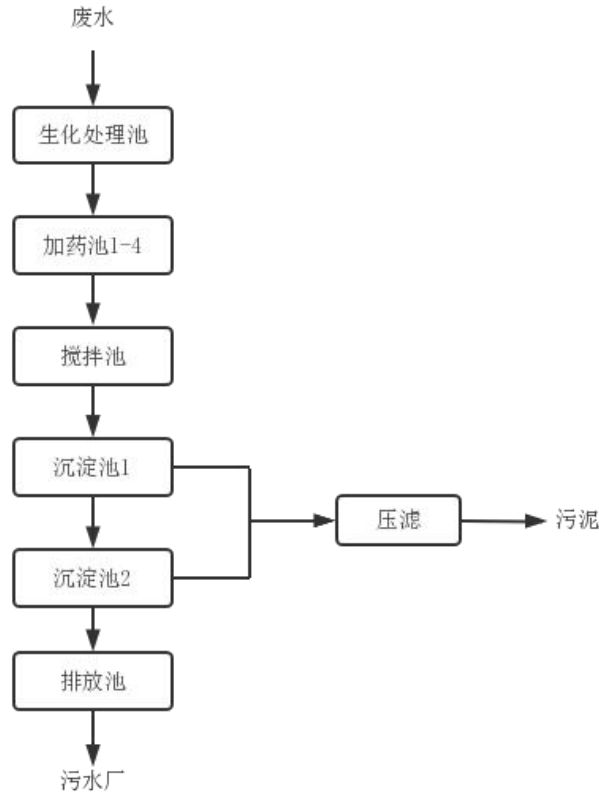 废水
生化处理池
加药池1-4
搅拌池
沉淀池1
沉淀池2
压滤
污泥
排放池
污水厂